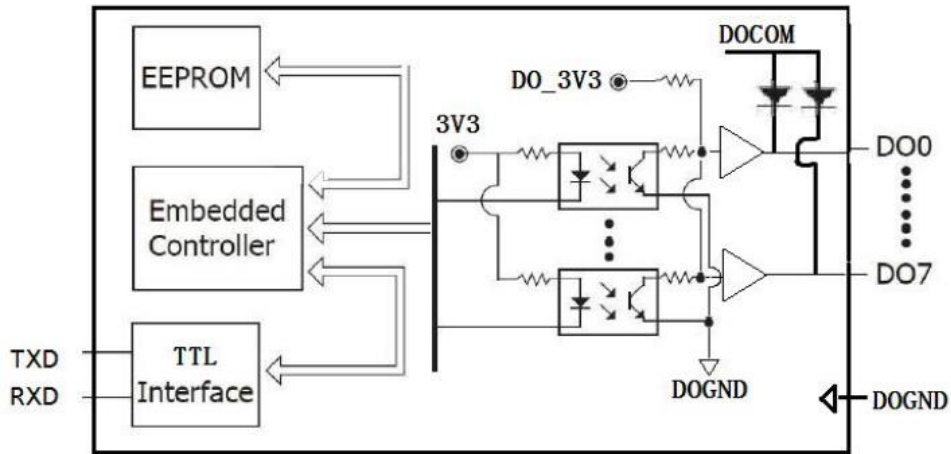 EEPROM
Embedded
Controller
TTL
Interface
TXD
RXD
3V3
DO_3V3
DOCOM
DO0
DO7
DOGND
DOGND